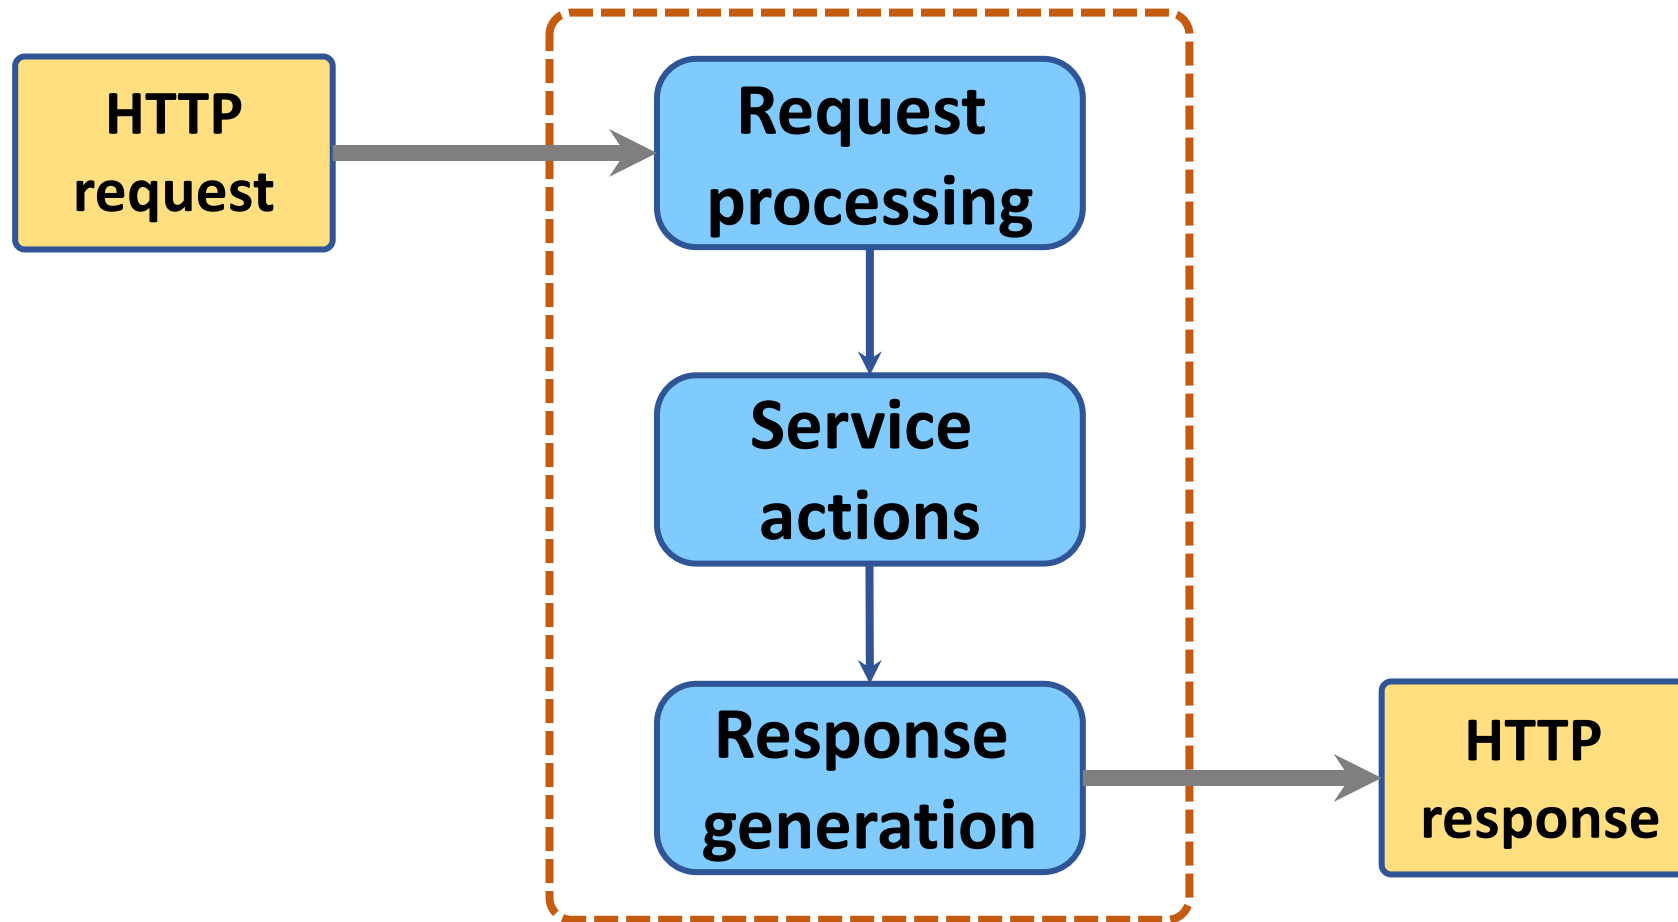 HTTP
request
Request
processing
Service
actions
Response
generation
HTTP
response